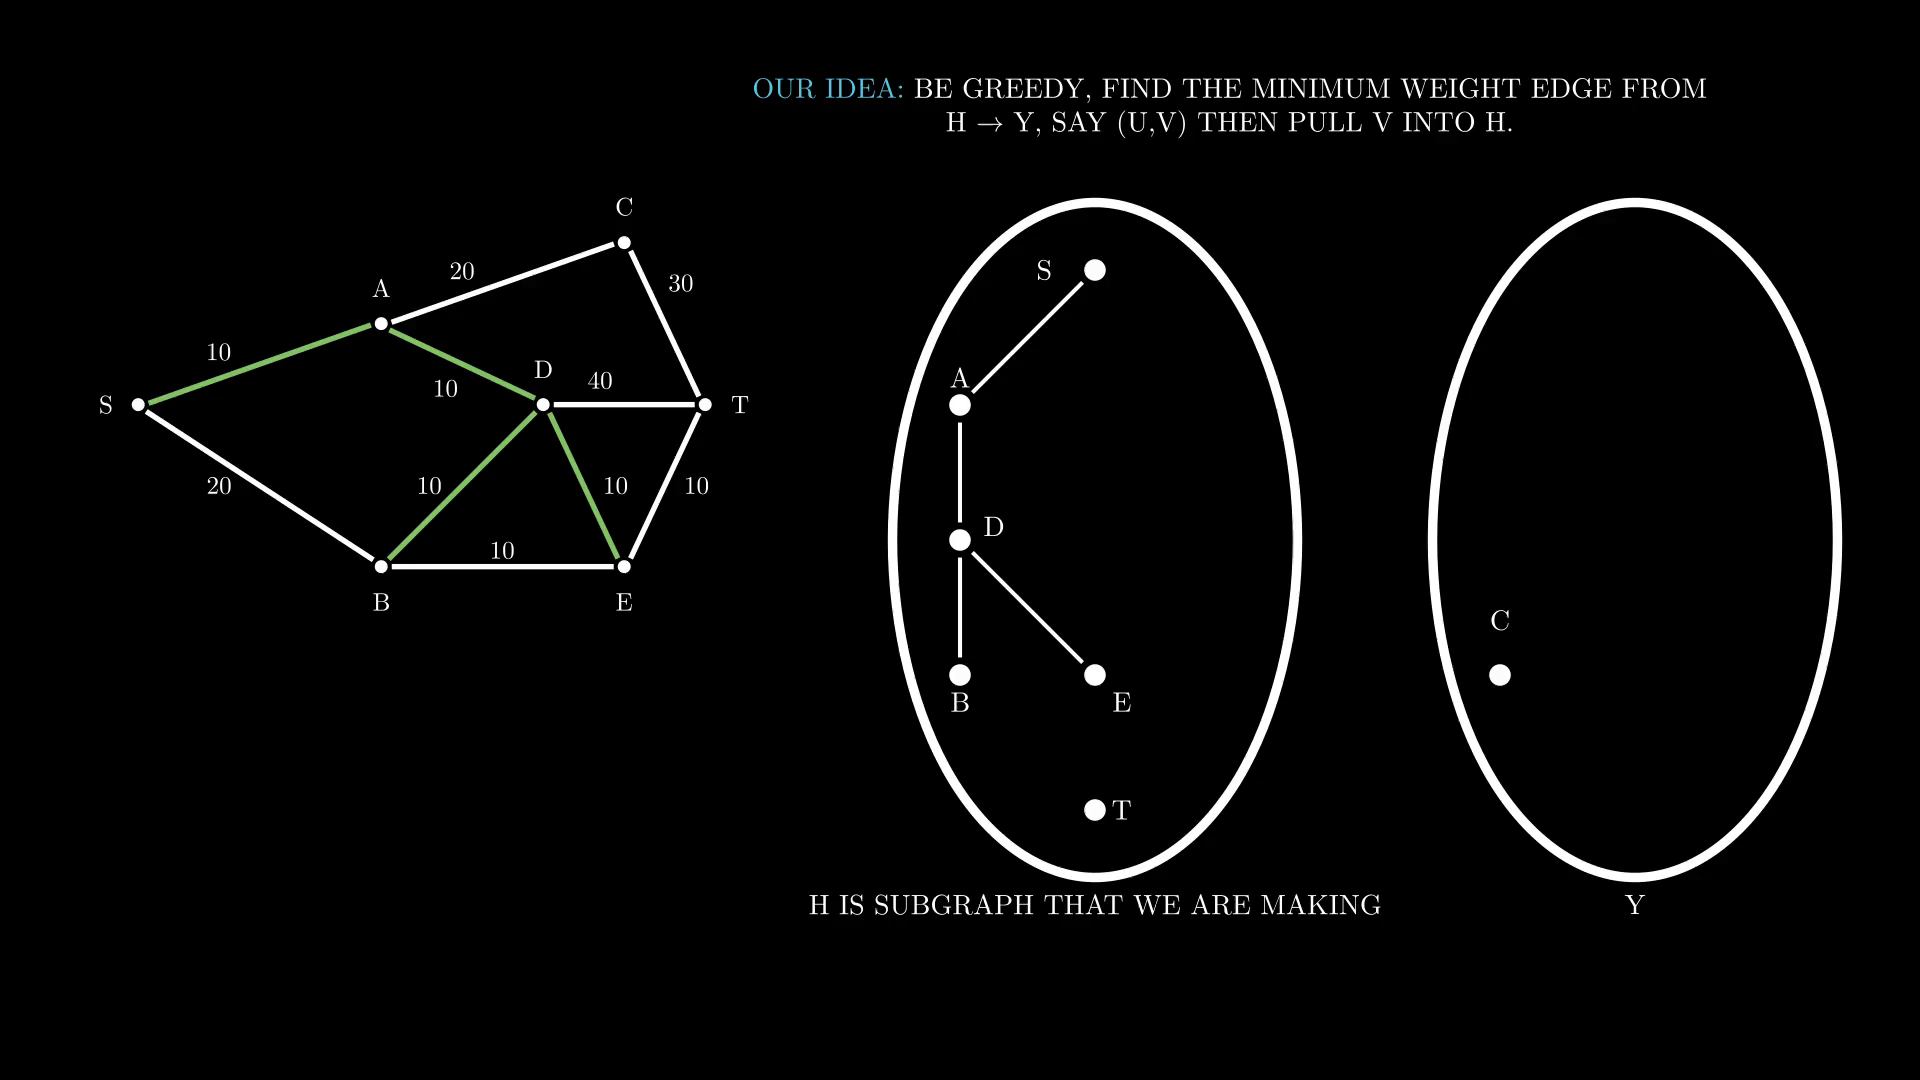 OUR IDEA: BE GREEDY, FIND THE MINIMUM WEIGHT EDGE FROM
H → Y, SAY (U,V) THEN PULL V INTO H.
C
20
30
A
10
D
10
40
S
T
20
10
10
10
10
B
E
S
A
D
B
E
T
C
H IS SUBGRAPH THAT WE ARE MAKING
Y